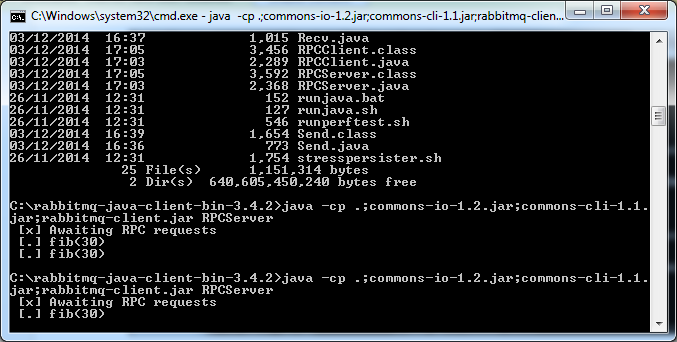 C:\Windows\system32\cmd.exe - java -cp .;commons-io-1.2.jar;commons-cli-1.1.jar;rabbitmq-clien...
03/12/2014  16:37             1,015 Recv.java
03/12/2014  17:05             3,456 RPCClient.class
03/12/2014  17:03             2,289 RPCClient.java
03/12/2014  17:05             3,592 RPCServer.class
03/12/2014  17:03             2,368 RPCServer.java
26/11/2014  12:31               152 runjava.bat
26/11/2014  12:31               127 runjava.sh
26/11/2014  12:31               546 runperftest.sh
03/12/2014  16:39             1,654 Send.class
03/12/2014  16:36               773 Send.java
26/11/2014  12:31             1,754 stresspersister.sh
25 File(s)      1,151,314 bytes
2 Dir(s)  640,605,450,240 bytes free
C:\rabbitmq-java-client-bin-3.4.2>java -cp .;commons-io-1.2.jar;commons-cli-1.1.
jar;rabbitmq-client.jar RPCServer
[x] Awaiting RPC requests
[.] fib(30)
[.] fib(30)
C:\rabbitmq-java-client-bin-3.4.2>java -cp .;commons-io-1.2.jar;commons-cli-1.1.
jar;rabbitmq-client.jar RPCServer
[x] Awaiting RPC requests
[.] fib(30)